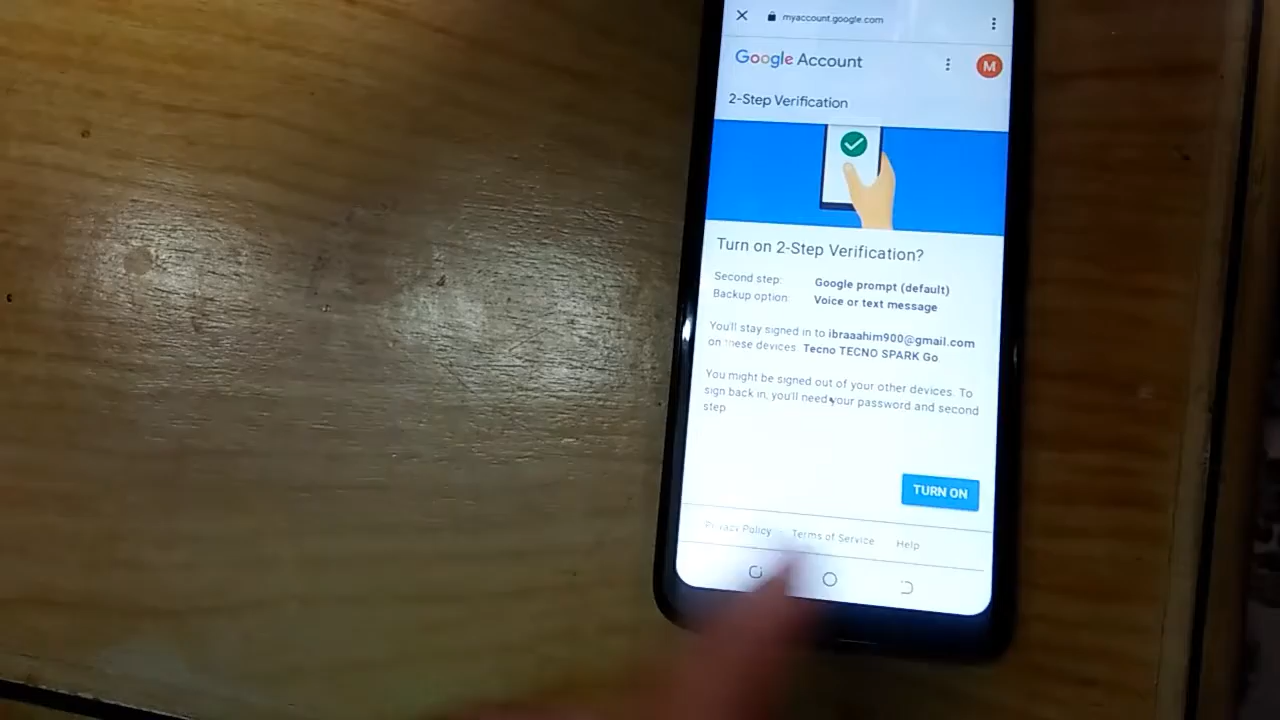 myaccount.google.com
Google Account
M
2-Step Verification
Turn on 2-Step Verification?
Second step: Google prompt (default)
Backup option: Voice or text message
You'll stay signed in to ibraaahim900@gmail.com
on these devices: Tecno TECNO SPARK Go
You might be signed out of your other devices. To
sign back in, you'll need your password and second
step
TURN ON
Privacy Policy Terms of Service Help